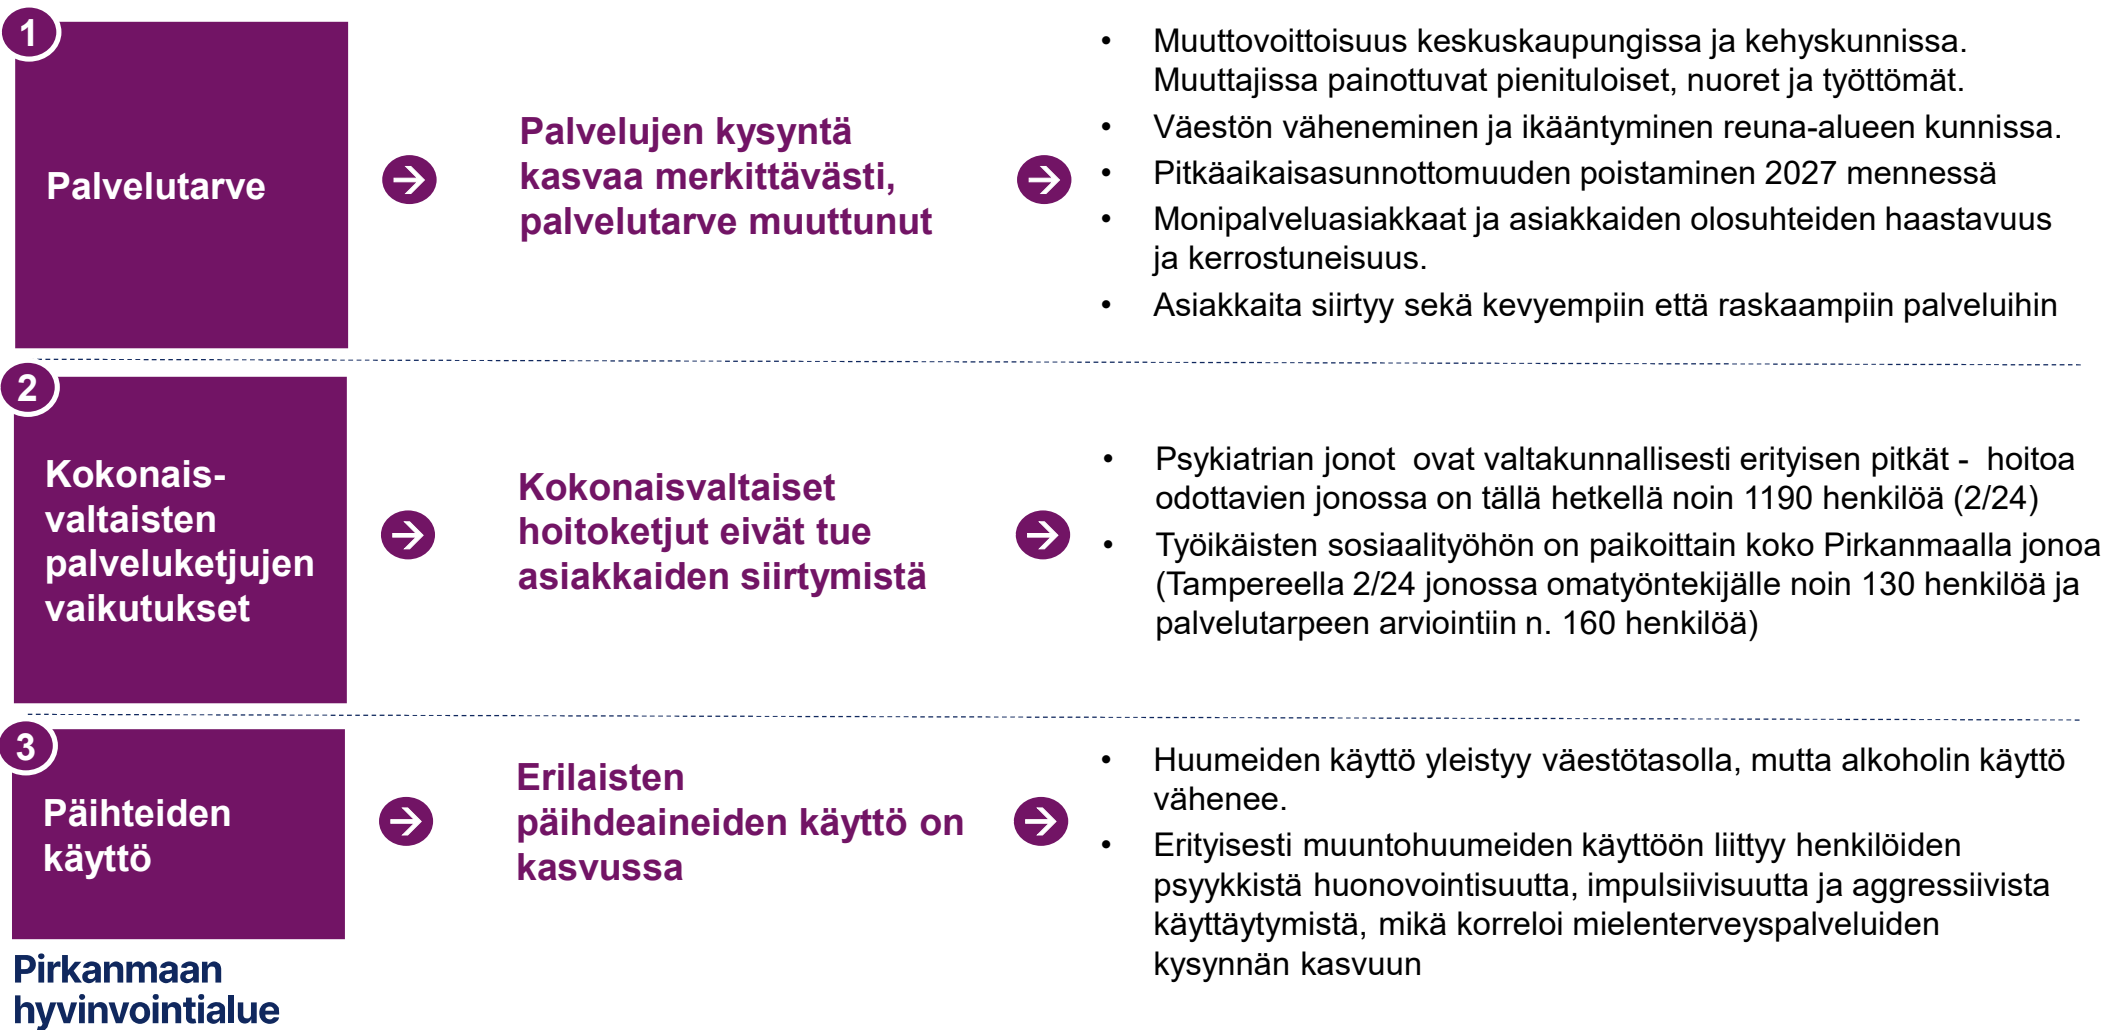 1
Palvelutarve
Palvelujen kysyntä
kasvaa merkittävästi,
palvelutarve muuttunut
• Muuttovoittoisuus keskuskaupungissa ja kehyskunnissa.
Muuttajissa painottuvat pienituloiset, nuoret ja työttömät.
• Väestön väheneminen ja ikääntyminen reuna-alueen kunnissa.
• Pitkäaikaisasunnottomuuden poistaminen 2027 mennessä
• Monipalveluasiakkaat ja asiakkaiden olosuhteiden haastavuus
ja kerrostuneisuus.
• Asiakkaita siirtyy sekä kevyempiin että raskaampiin palveluihin
2
Kokonais-
valtaisten
palveluketjujen
vaikutukset
Kokonaisvaltaiset
hoitoketjut eivät tue
asiakkaiden siirtymistä
• Psykiatrian jonot ovat valtakunnallisesti erityisen pitkät - hoitoa
odottavien jonossa on tällä hetkellä noin 1190 henkilöä (2/24)
• Työikäisten sosiaalityöhön on paikoittain koko Pirkanmaalla jonoa
(Tampereella 2/24 jonossa omatyöntekijälle noin 130 henkilöä ja
palvelutarpeen arviointiin n. 160 henkilöä)
3
Päihteiden
käyttö
Erilaisten
päihdeaineiden käyttö on
kasvussa
• Huumeiden käyttö yleistyy väestötasolla, mutta alkoholin käyttö
vähenee.
• Erityisesti muuntohuumeiden käyttöön liittyy henkilöiden
psyykkistä huonovointisuutta, impulsiivisuutta ja aggressiivista
käyttäytymistä, mikä korreloi mielenterveyspalveluiden
kysynnän kasvuun
Pirkanmaan
hyvinvointialue